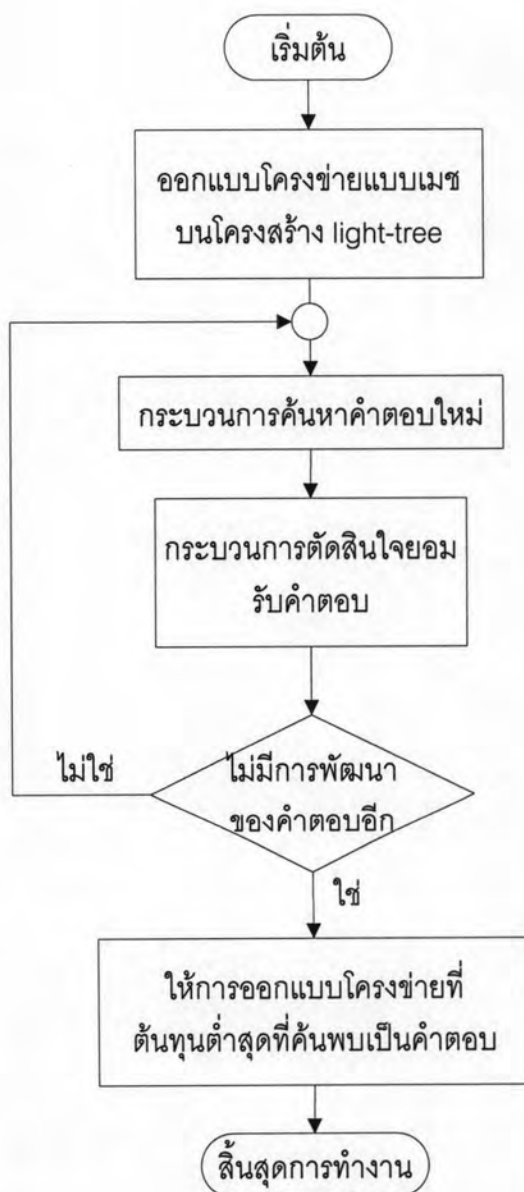 เริ่มต้น
ออกแบบโครงข่ายแบบเมช
บนโครงสร้าง light-tree
กระบวนการค้นหาคำตอบใหม่
กระบวนการตัดสินใจยอม
รับคำตอบ
ไม่ใช่
ไม่มีการพัฒนา
ของคำตอบอีก
ใช่
ให้การออกแบบโครงข่ายที่
ต้นทุนต่ำสุดที่ค้นพบเป็นคำตอบ
สิ้นสุดการทำงาน